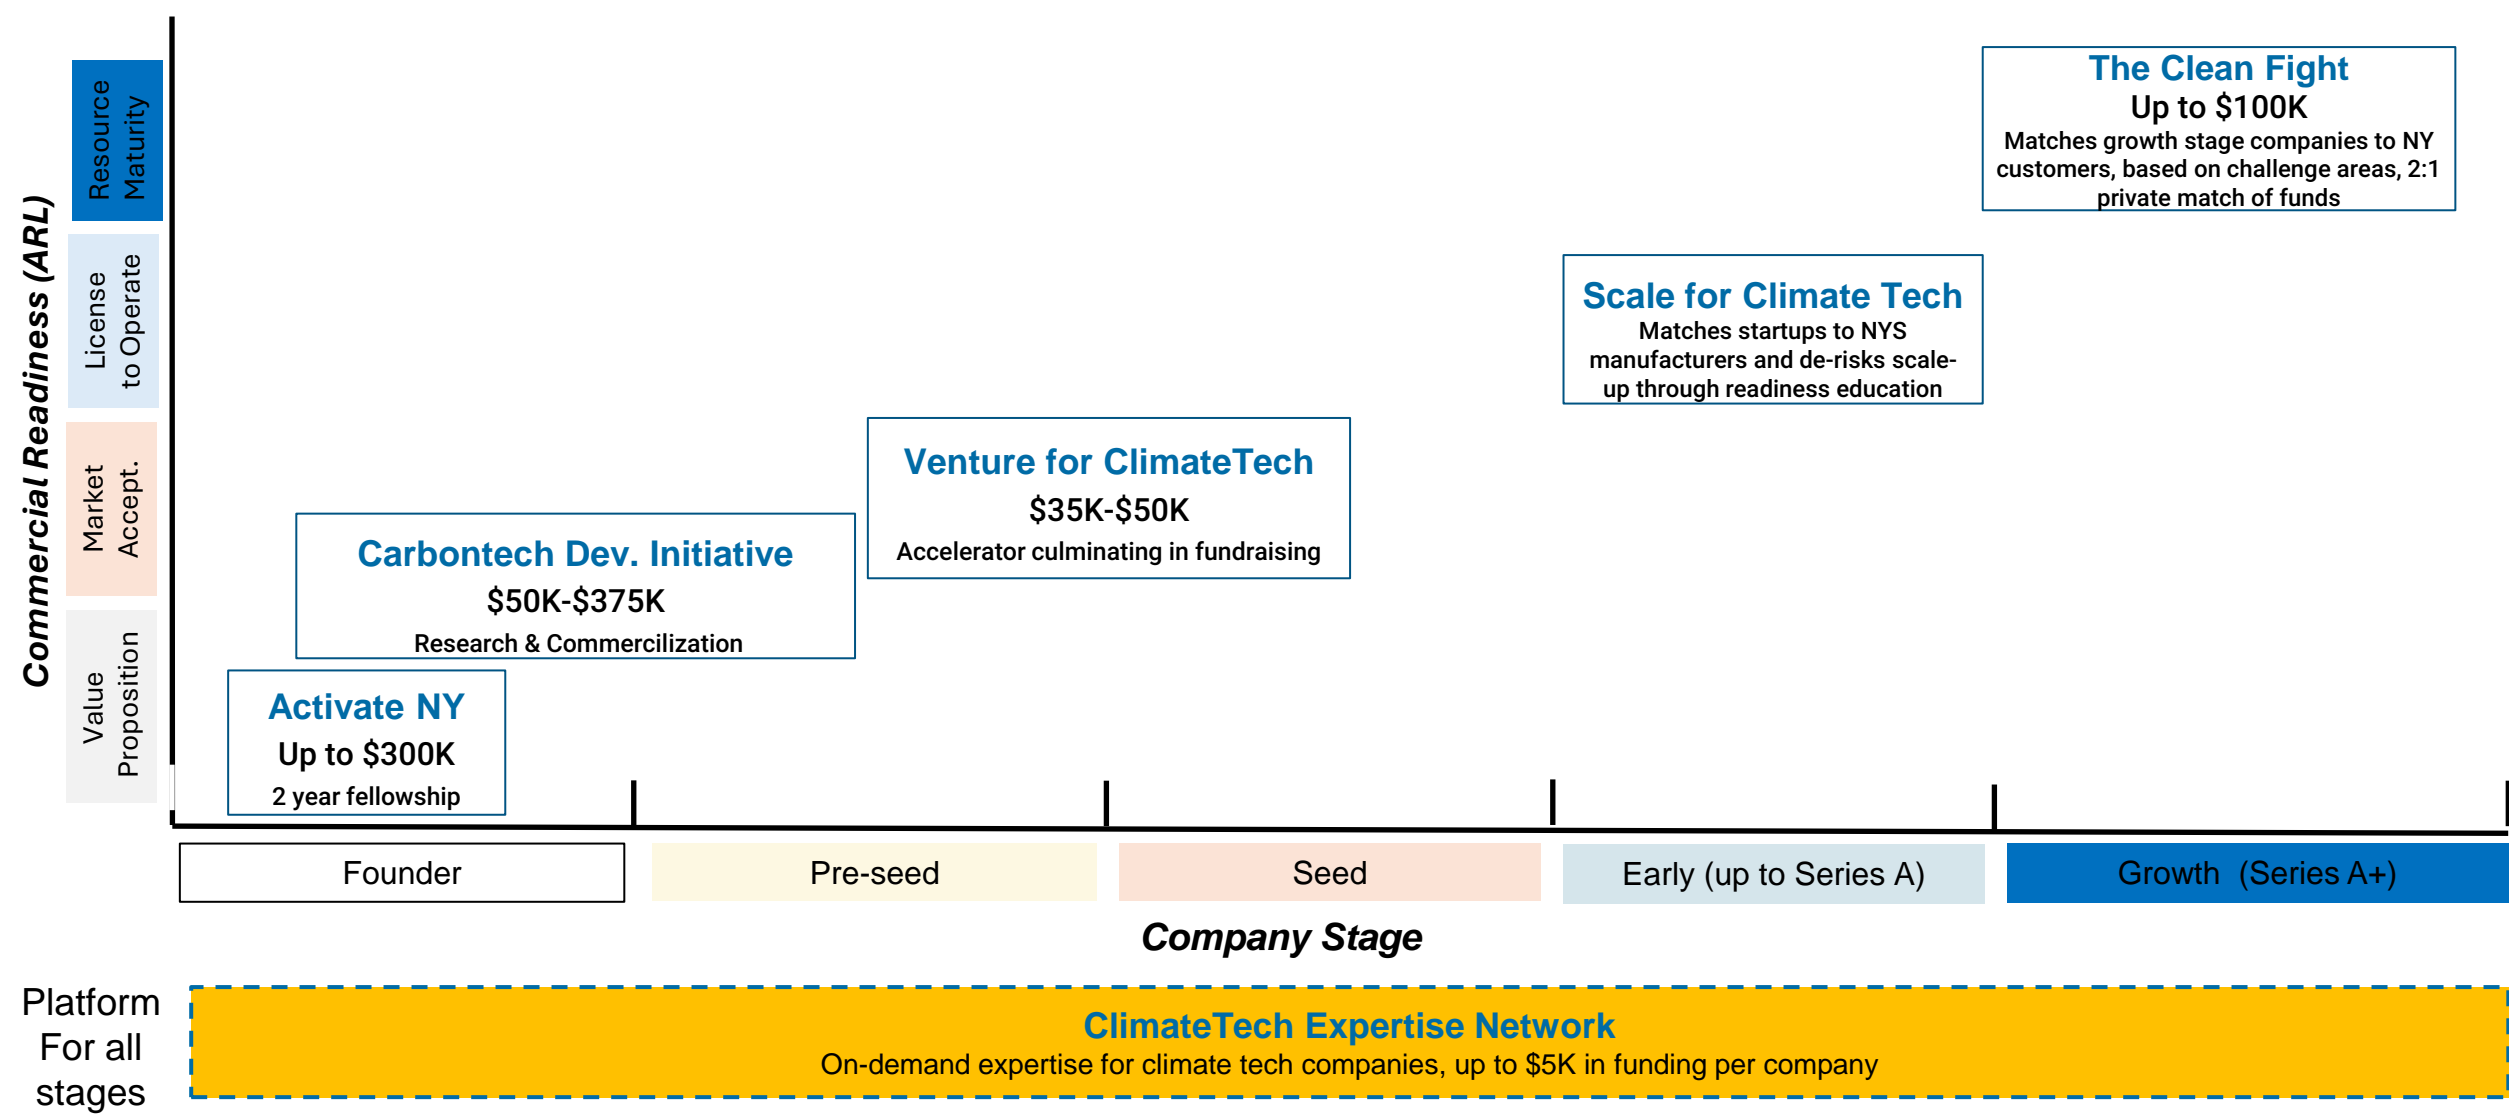 Commercial Readiness (ARL)
Resource
Maturity
License
to Operate
Market
Accept.
Value
Proposition
The Clean Fight
Up to $100K
Matches growth stage companies to NY
customers, based on challenge areas, 2:1
private match of funds
Scale for Climate Tech
Matches startups to NYS
manufacturers and de-risks scale-
up through readiness education
Venture for ClimateTech
$35K-$50K
Accelerator culminating in fundraising
Carbontech Dev. Initiative
$50K-$375K
Research & Commercilization
Activate NY
Up to $300K
2 year fellowship
Founder
Pre-seed
Seed
Early (up to Series A)
Growth (Series A+)
Company Stage
Platform
For all
stages
ClimateTech Expertise Network
On-demand expertise for climate tech companies, up to $5K in funding per company